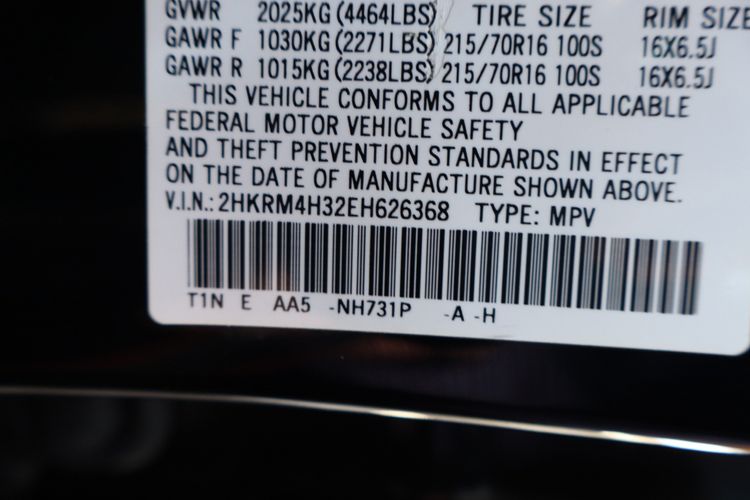 GVWR 2025KG (4464LBS) TIRE SIZE RIM SIZE
GAWR F 1030KG (2271LBS) 215/70R16 100S 16X6.5J
GAWR R 1015KG (2238LBS) 215/70R16 100S 16X6.5J
THIS VEHICLE CONFORMS TO ALL APPLICABLE
FEDERAL MOTOR VEHICLE SAFETY
AND THEFT PREVENTION STANDARDS IN EFFECT
ON THE DATE OF MANUFACTURE SHOWN ABOVE.
V.I.N.: 2HKRM4H32EH626368 TYPE: MPV
T1N E AA5 -NH731P -A -H